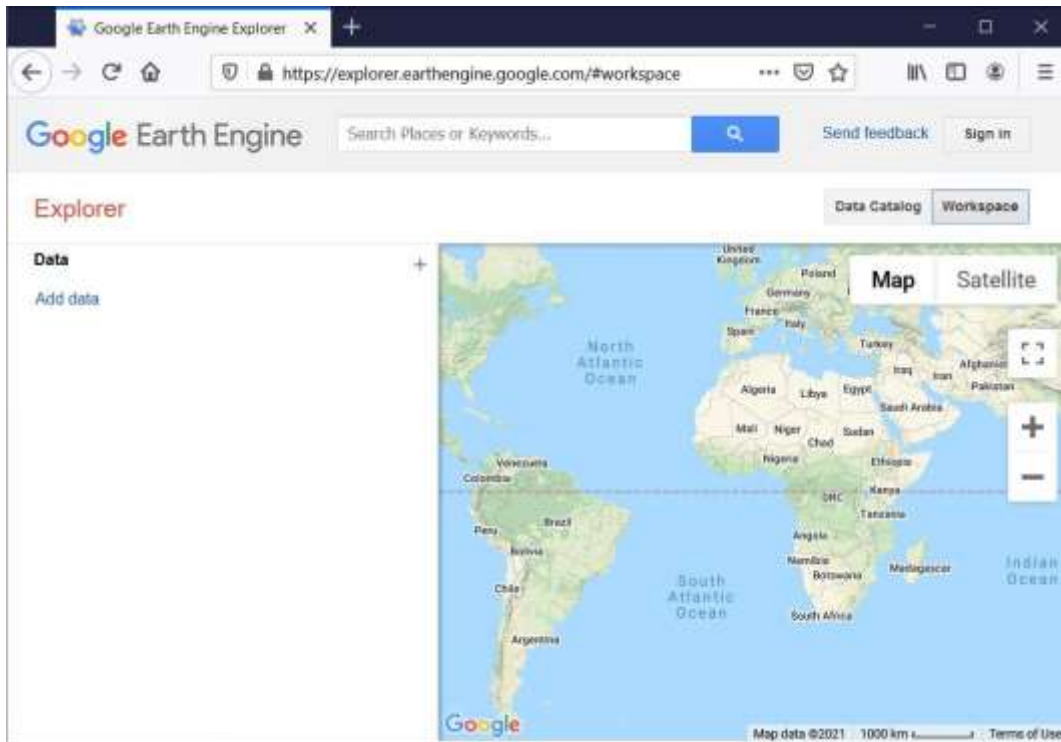 Google Earth Engine Explorer
https://explorer.earthengine.google.com/#workspace
Google Earth Engine
Search Places or Keywords...
Send feedback
Sign in
Explorer
Data Catalog
Workspace
Data
Add data
Map
Satellite
United
Kingdom
Poland
Germany
France
Italy
Spain
Turkey
North
Atlantic
Ocean
Iraq
Iran
Pakistan
Algeria
Libya
Egypt
Saudi Arabia
Mali
Niger
Chad
Sudan
Nigeria
Ethiopia
Venezuela
Colombia
DRC
Kenya
Tanzania
Peru
Brazil
Angola
Bolivia
Namibia
Botswana
Madagascar
Indian
Ocean
Chile
South
Atlantic
Ocean
South Africa
Argentina
Google
Map data ©2021
1000 km
Terms of Use